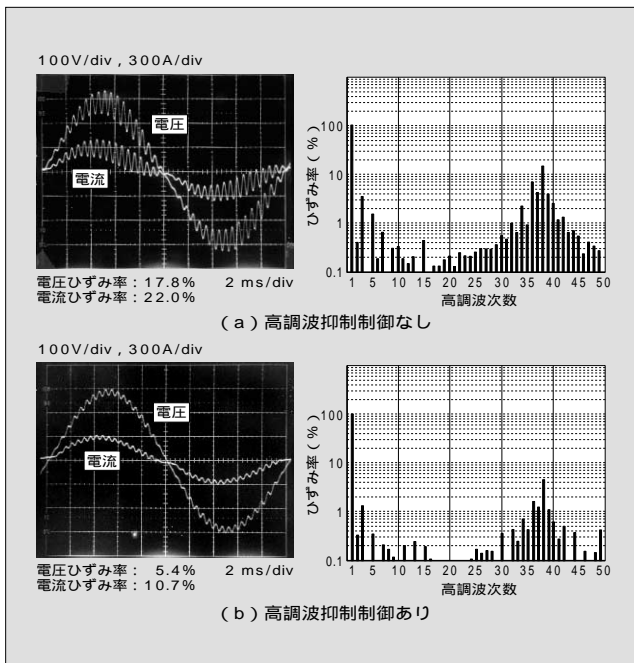 100V/div , 300A/div
電圧
電流
電圧ひずみ率：17.8% 2 ms/div
電流ひずみ率：22.0%
ひずみ率（%）
100
10
1
0.1
1 5 10 15 20 25 30 35 40 45 50
高調波次数
（a）高調波抑制制御なし
100V/div , 300A/div
電圧
電流
電圧ひずみ率： 5.4% 2 ms/div
電流ひずみ率：10.7%
ひずみ率（%）
100
10
1
0.1
1 5 10 15 20 25 30 35 40 45 50
高調波次数
（b）高調波抑制制御あり